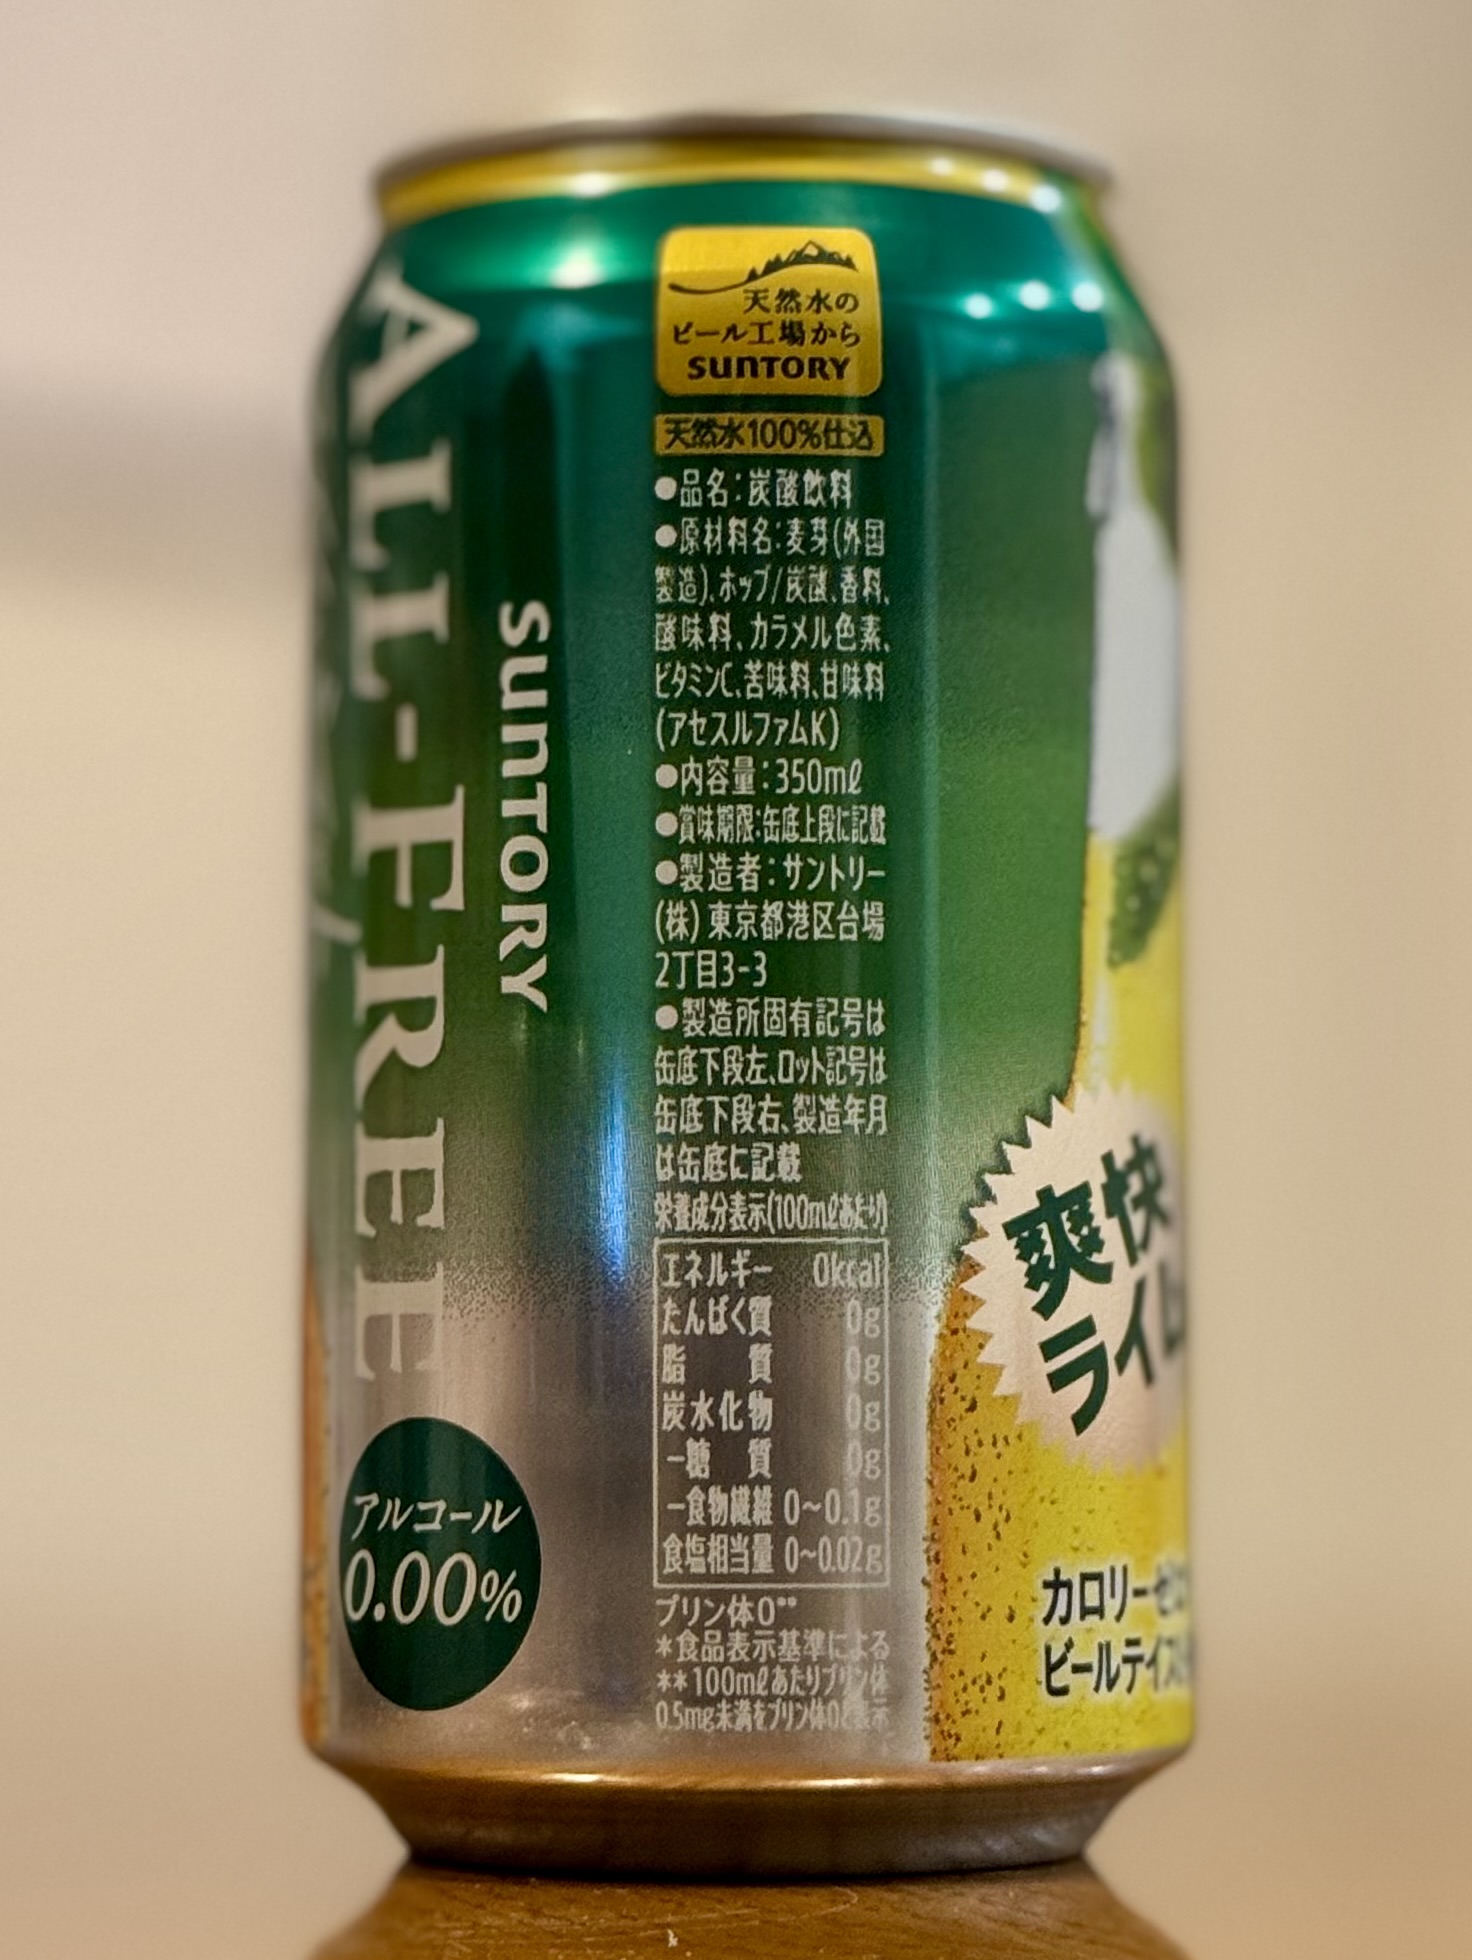 ALL-FREE
SUNTORY
アルコール
0.00%
天然水の
ビール工場から
SUNTORY
天然水100%仕込
●品名:炭酸飲料
●原材料名:麦芽(外国
製造)、ホップ/炭酸、香料、
酸味料、カラメル色素、
ビタミンC、苦味料、甘味料
(アセスルファムK)
●内容量:350mℓ
●賞味期限:缶底上段に記載
●製造者:サントリー
(株) 東京都港区台場
2丁目3-3
●製造所固有記号は
缶底下段左、ロット記号は
缶底下段右、製造年月
は缶底に記載
栄養成分表示(100mℓあたり)
エネルギー 0kcal
たんぱく質 0g
脂質 0g
炭水化物 0g
-糖質 0g
-食物繊維 0~0.1g
食塩相当量 0~0.02g
プリン体0**
*食品表示基準による
**100mℓあたりプリン体
0.5mg未満をプリン体0と表示
爽快
ライム
カロリーゼロ
ビールテイス